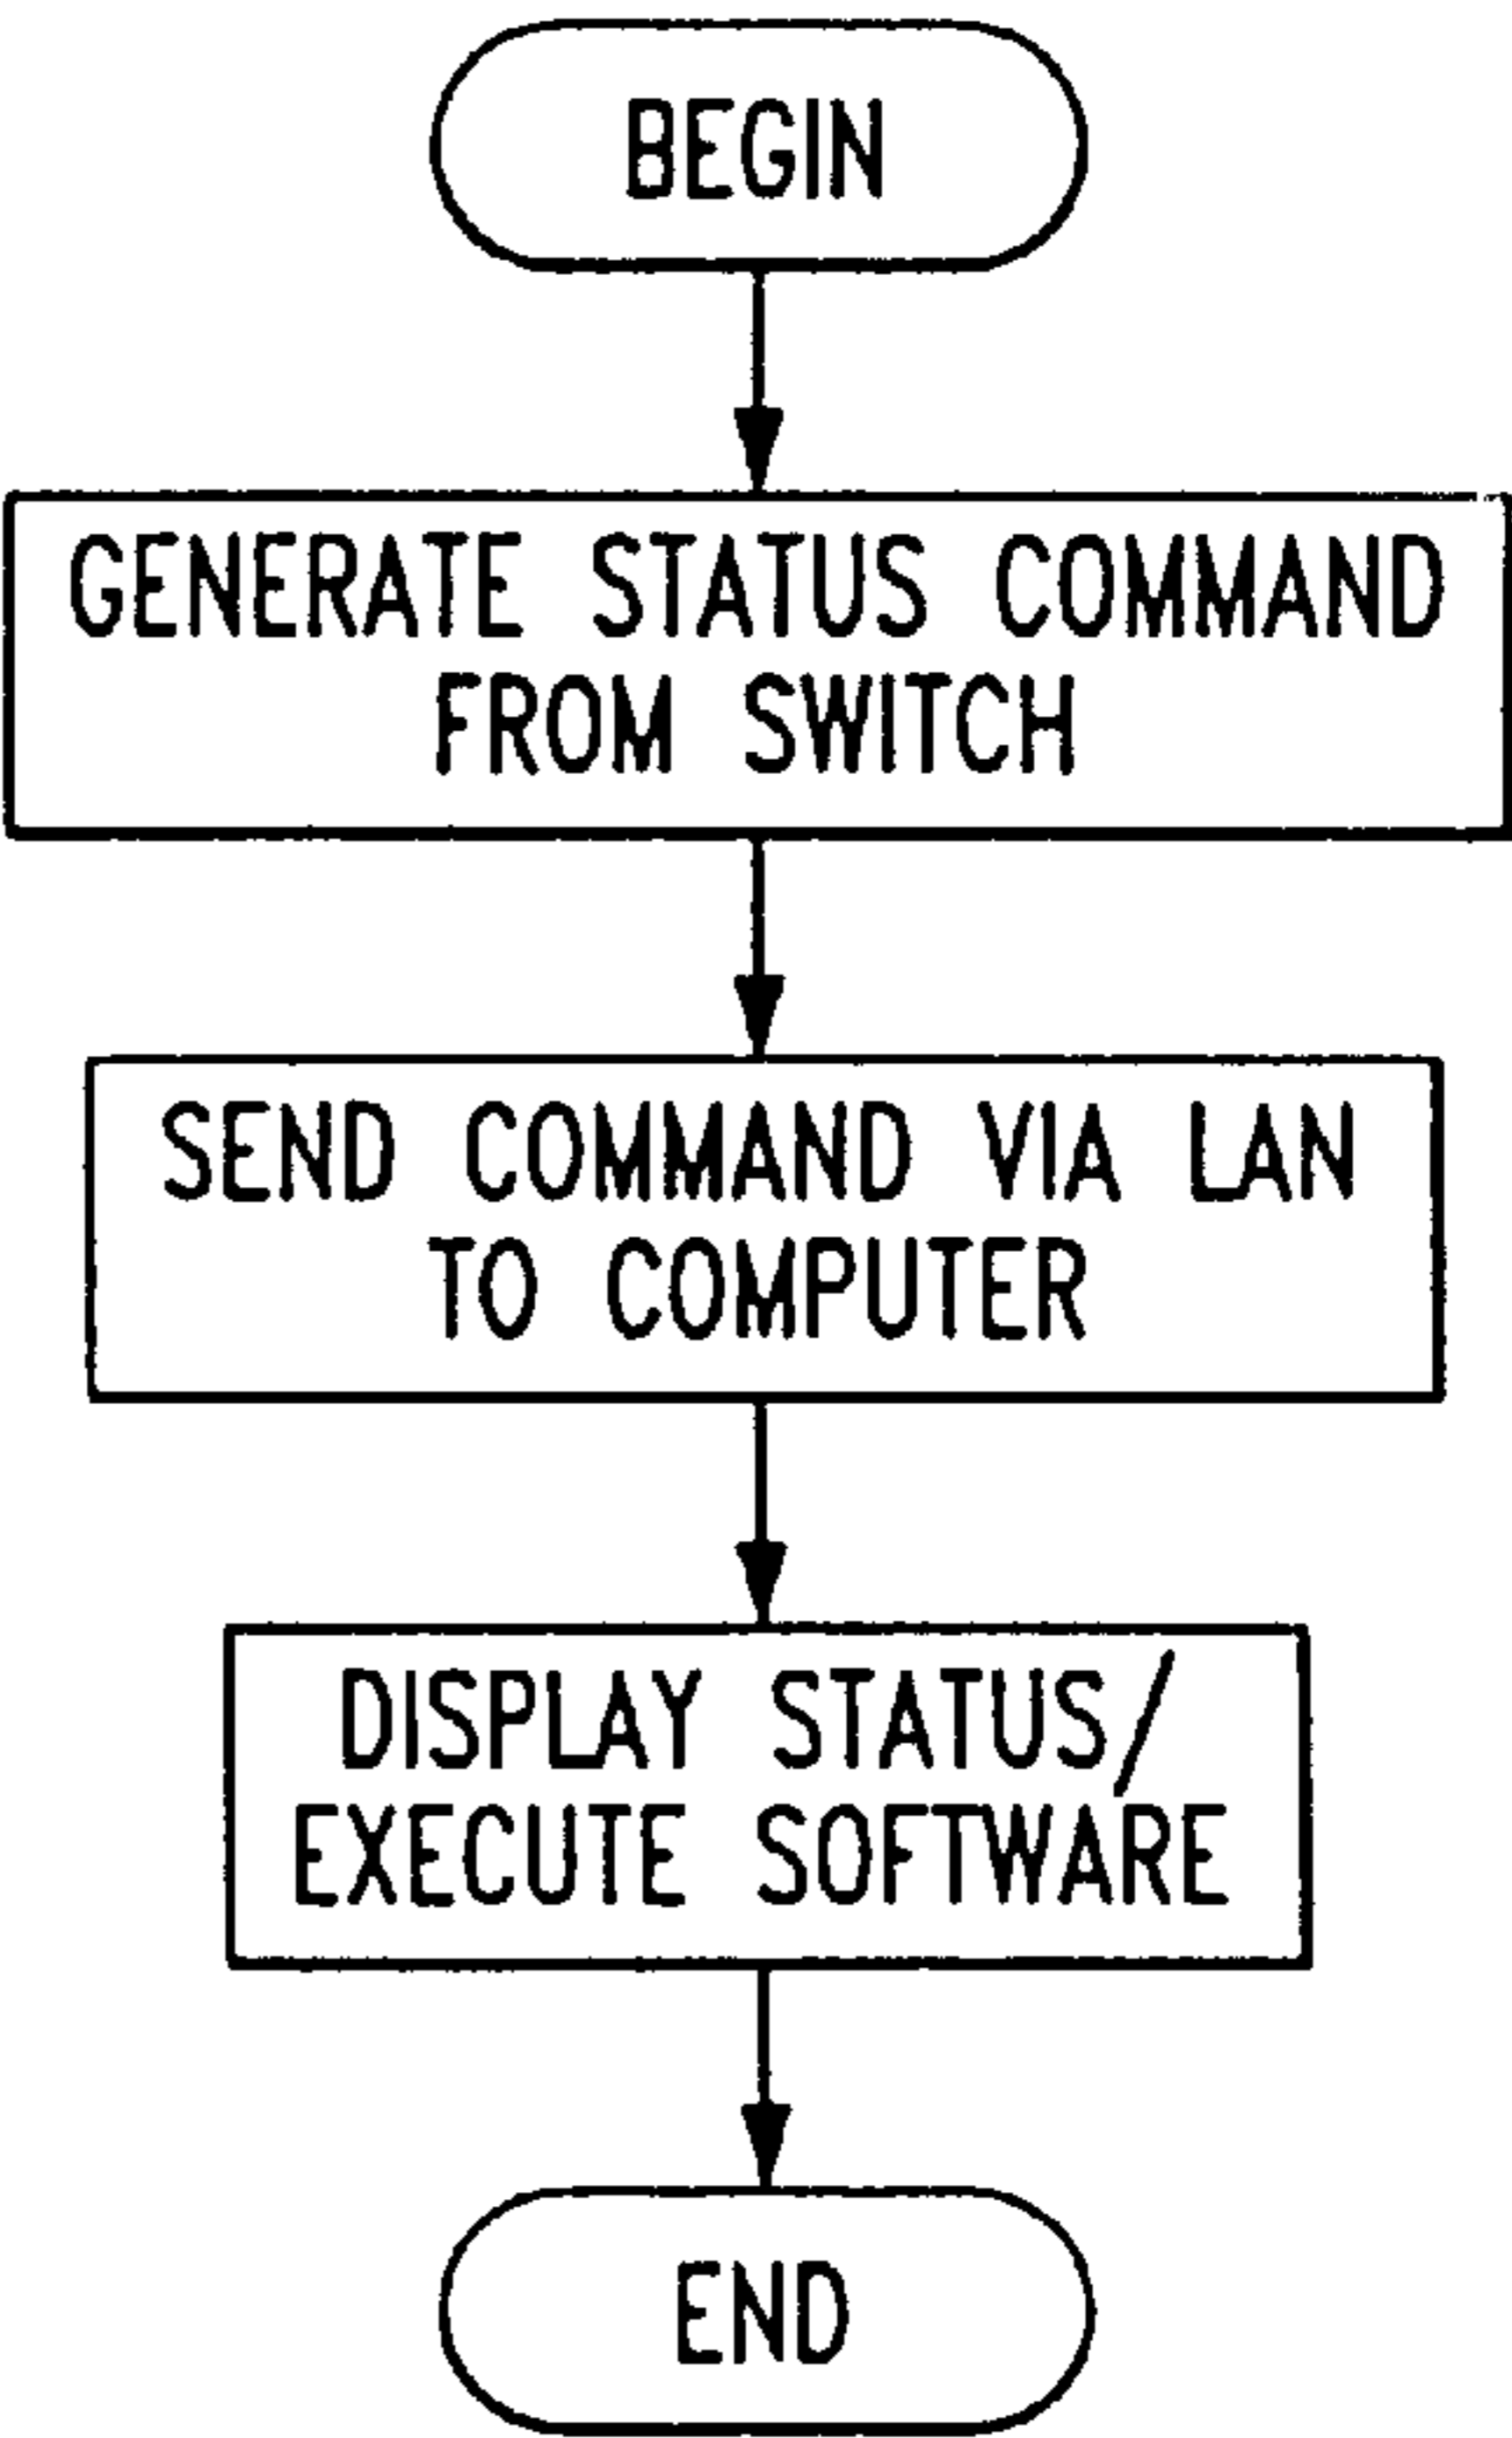 BEGIN
GENERATE STATUS COMMAND
FROM SWITCH
SEND COMMAND VIA LAN
TO COMPUTER
DISPLAY STATUS/
EXECUTE SOFTWARE
END